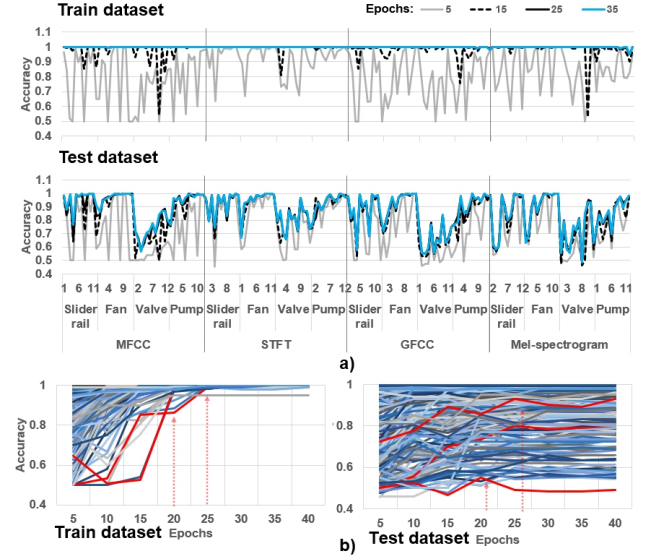 Train dataset
Epochs: 5 15 25 35
1.1
1
0.9
0.8
0.7
0.6
0.5
0.4
Accuracy
Test dataset
1.1
1
0.9
0.8
0.7
0.6
0.5
0.4
Accuracy
1 6 11 4 9 2 7 12 5 10 3 8 1 6 11 4 9 2 7 12 5 10 3 8 1 6 11 4 9 2 7 12 5 10 3 8 1 6 11
Slider rail Fan Valve Pump Slider rail Fan Valve Pump Slider rail Fan Valve Pump Slider rail Fan Valve Pump
MFCC STFT GFCC Mel-spectrogram
a)
1
0.8
0.6
0.4
Accuracy
5 10 15 20 25 30 35 40
Train dataset Epochs
1
0.8
0.6
0.4
5 10 15 20 25 30 35 40
Test dataset Epochs
b)